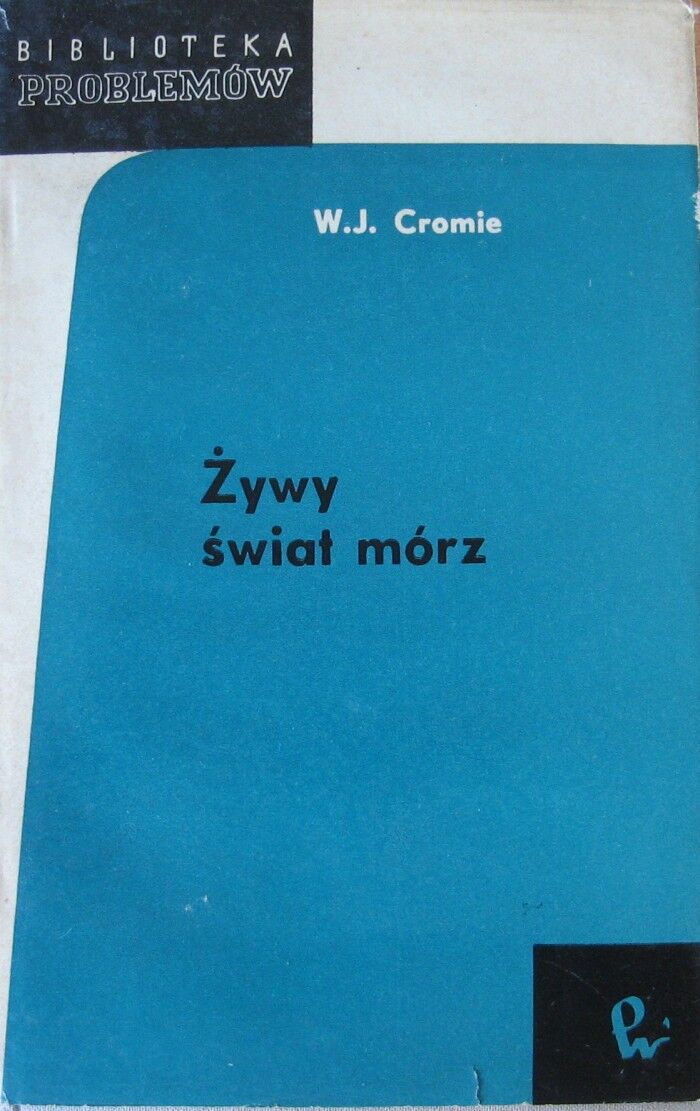 BIBLIOTEKA
PROBLEMÓW
W.J. Cromie
Żywy
świat mórz